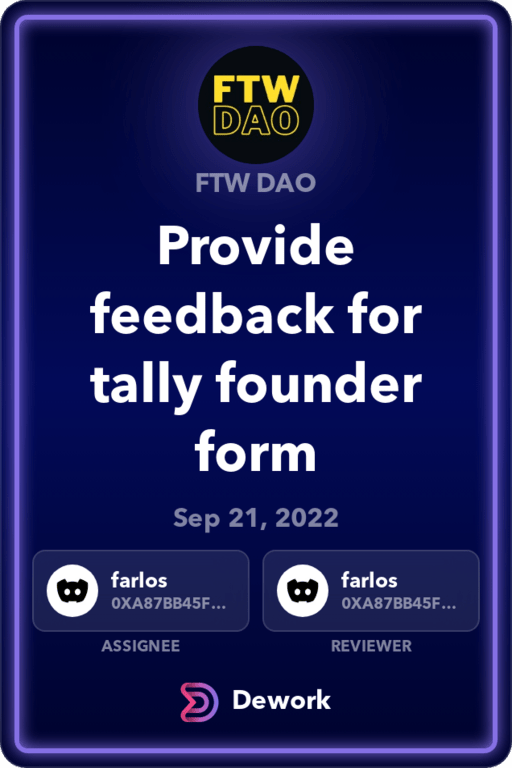 FTW
DAO
FTW DAO
Provide
feedback for
tally founder
form
Sep 21, 2022
farlos
0XA87BB45F...
farlos
0XA87BB45F...
ASSIGNEE
REVIEWER
Dework